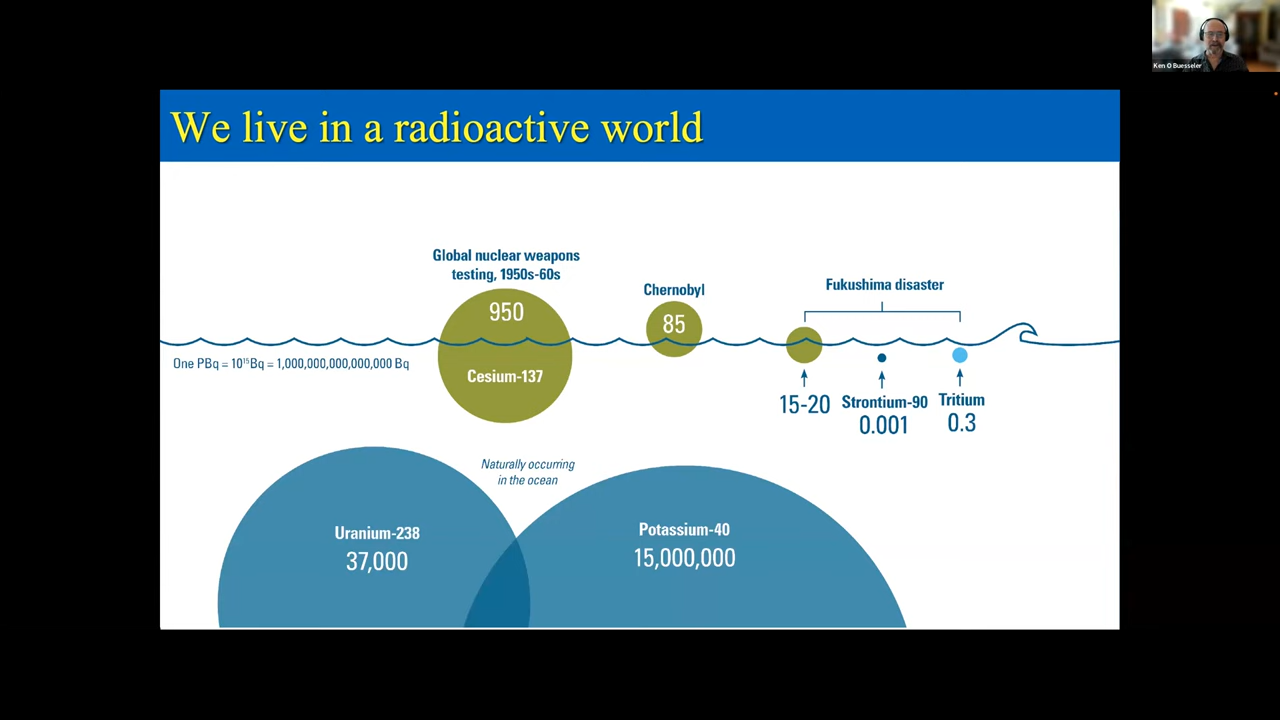 Ken O Buesseler
We live in a radioactive world
Global nuclear weapons
testing, 1950s-60s
950
Cesium-137
Chernobyl
85
Fukushima disaster
15-20
Strontium-90
0.001
Tritium
0.3
One PBq = 10¹⁵Bq = 1,000,000,000,000,000 Bq
Naturally occurring
in the ocean
Uranium-238
37,000
Potassium-40
15,000,000